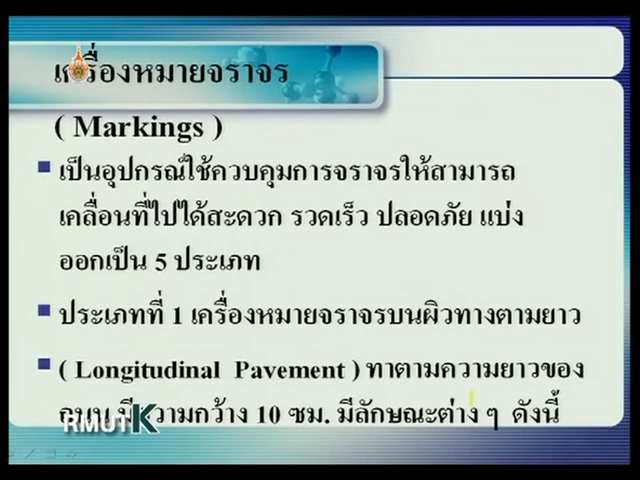 เครื่องหมายจราจร
( Markings )
เป็นอุปกรณ์ใช้ควบคุมการจราจรให้สามารถ
เคลื่อนที่ไปได้สะดวก รวดเร็ว ปลอดภัย แบ่ง
ออกเป็น 5 ประเภท
ประเภทที่ 1 เครื่องหมายจราจรบนผิวทางตามยาว
( Longitudinal Pavement ) ทาตามความยาวของ
ถนน มีความกว้าง 10 ซม. มีลักษณะต่าง ๆ ดังนี้
RMUTK